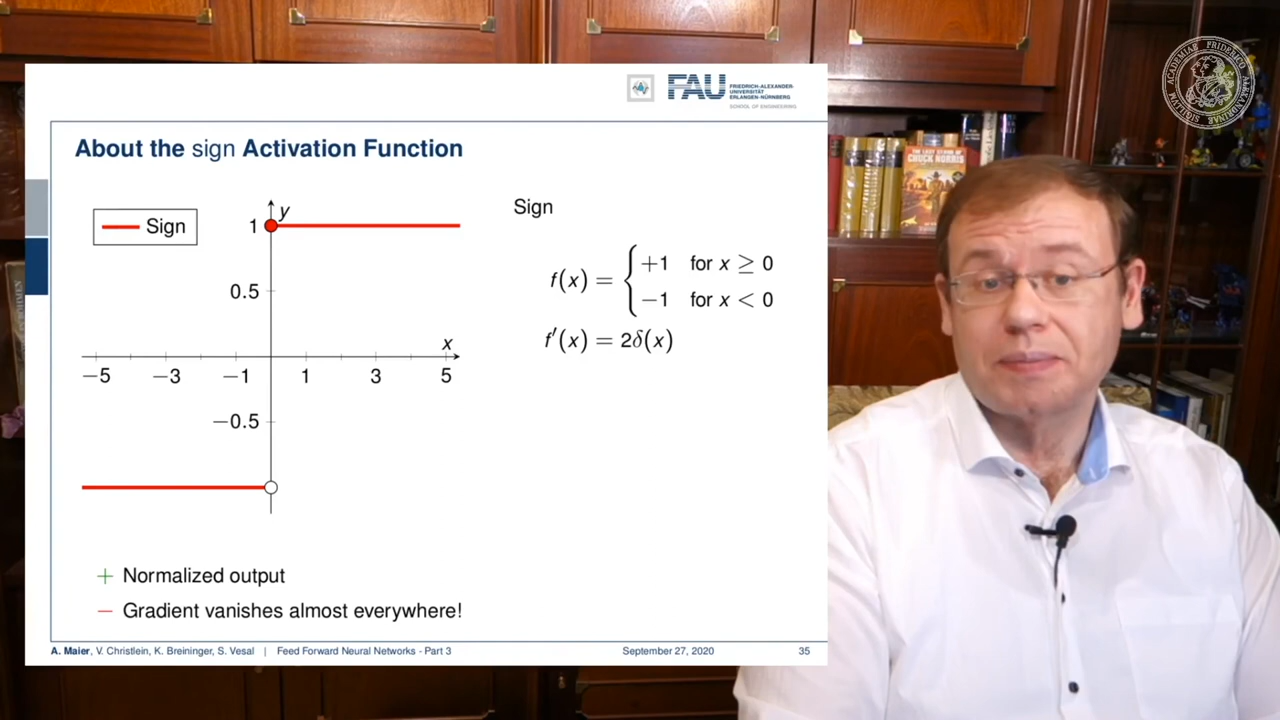 FAU
FRIEDRICH-ALEXANDER-
UNIVERSITÄT
ERLANGEN-NÜRNBERG
SCHOOL OF ENGINEERING
About the sign Activation Function
Sign
y
1
0.5
x
−5 −3 −1 1 3 5
−0.5
Sign
f(x) = { +1 for x ≥ 0
−1 for x < 0
f′(x) = 2δ(x)
+ Normalized output
− Gradient vanishes almost everywhere!
A. Maier, V. Christlein, K. Breininger, S. Vesal | Feed Forward Neural Networks - Part 3 September 27, 2020 35
CHUCK NORRIS